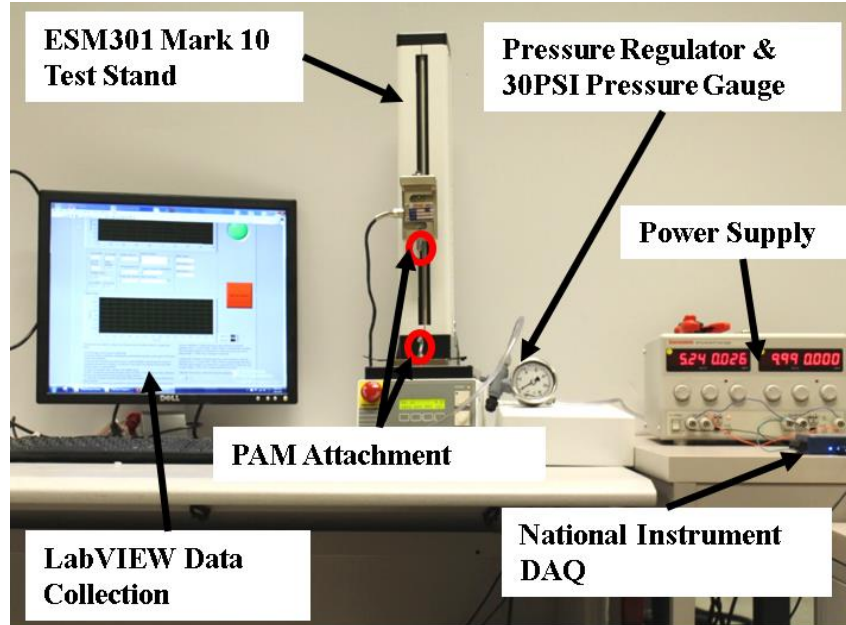 ESM301 Mark 10
Test Stand
Pressure Regulator &
30PSI Pressure Gauge
Power Supply
5.24 0.026 9.99 0.000
DELL
PAM Attachment
LabVIEW Data
Collection
National Instrument
DAQ